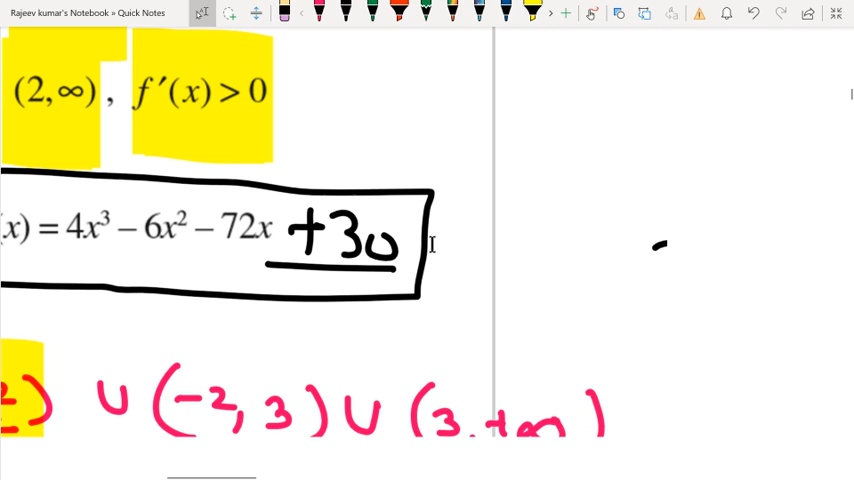 Rajeev kumar's Notebook » Quick Notes
(2,∞) , f′(x) > 0
x) = 4x³ – 6x² – 72x +30
) ∪ (-2, 3) ∪ (3, +∞)